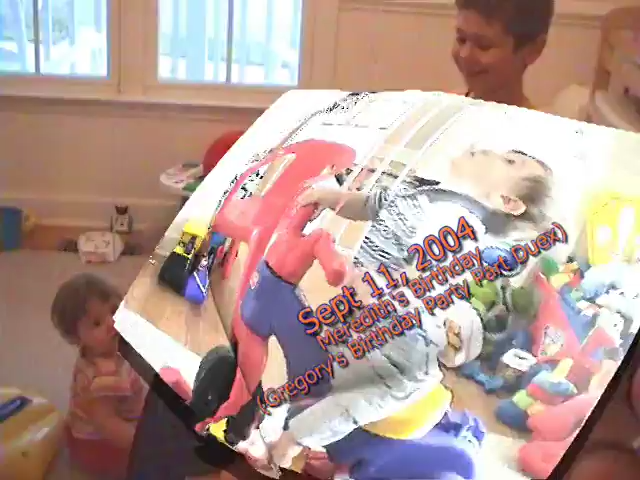 Sept 11, 2004
Meredith's Birthday
(Gregory's Birthday Party Part Duex)